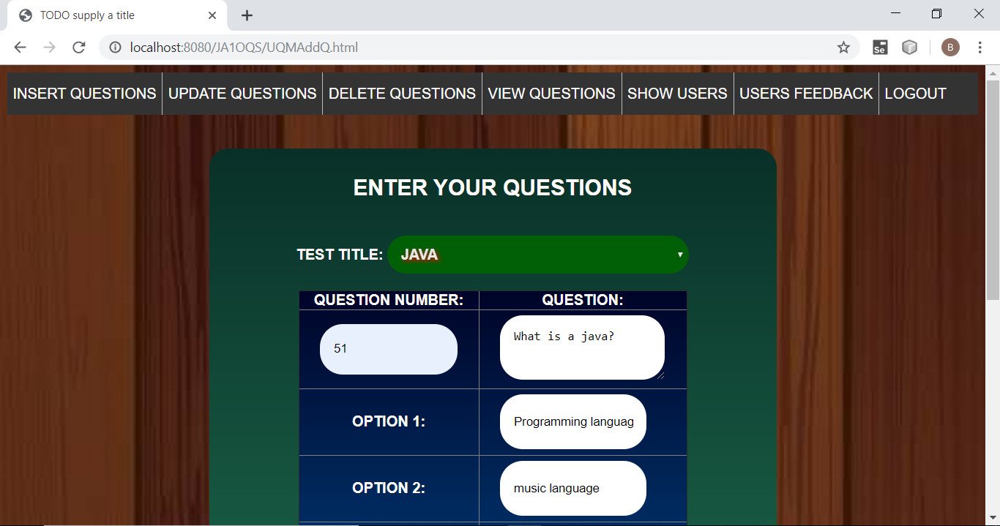 TODO supply a title
localhost:8080/JA1OQS/UQMAddQ.html
B
INSERT QUESTIONS UPDATE QUESTIONS DELETE QUESTIONS VIEW QUESTIONS SHOW USERS USERS FEEDBACK LOGOUT
ENTER YOUR QUESTIONS
TEST TITLE: JAVA
QUESTION NUMBER: QUESTION:
51 What is a java?
OPTION 1: Programming languag
OPTION 2: music language